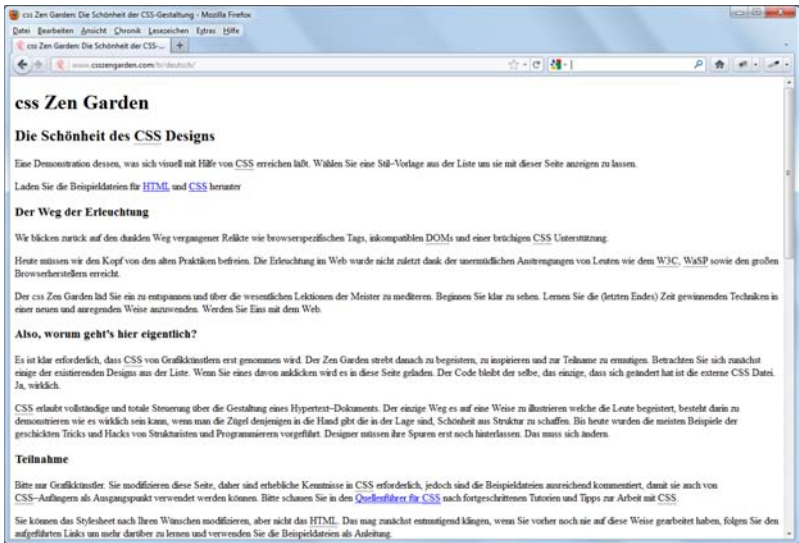 css Zen Garden: Die Schönheit der CSS-Gestaltung - Mozilla Firefox
Datei Bearbeiten Ansicht Chronik Lesezeichen Extras Hilfe
css Zen Garden: Die Schönheit der CSS-...
www.csszengarden.com/tr/deutsch/
css Zen Garden
Die Schönheit des CSS Designs
Eine Demonstration dessen, was sich visuell mit Hilfe von CSS erreichen läßt. Wählen Sie eine Stil-Vorlage aus der Liste um sie mit dieser Seite anzeigen zu lassen.
Laden Sie die Beispieldateien für HTML und CSS herunter
Der Weg der Erleuchtung
Wir blicken zurück auf den dunklen Weg vergangener Relikte wie browserspezifischen Tags, inkompatiblen DOMs und einer brüchigen CSS Unterstützung.
Heute müssen wir den Kopf von den alten Praktiken befreien. Die Erleuchtung im Web wurde nicht zuletzt dank der unermüdlichen Anstrengungen von Leuten wie dem W3C, WaSP sowie den großen
Browserherstellern erreicht.
Der css Zen Garden läd Sie ein zu entspannen und über die wesentlichen Lektionen der Meister zu mediteren. Beginnen Sie klar zu sehen. Lernen Sie die (letzten Endes) Zeit gewinnenden Techniken in
einer neuen und anregenden Weise anzuwenden. Werden Sie Eins mit dem Web.
Also, worum geht's hier eigentlich?
Es ist klar erforderlich, dass CSS von Grafikkünstlern erst genommen wird. Der Zen Garden strebt danach zu begeistern, zu inspirieren und zur Teilname zu ermutigen. Betrachten Sie sich zunächst
einige der existierenden Designs aus der Liste. Wenn Sie eines davon anklicken wird es in diese Seite geladen. Der Code bleibt der selbe, das einzige, dass sich geändert hat ist die externe CSS Datei.
Ja, wirklich.
CSS erlaubt vollständige und totale Steuerung über die Gestaltung eines Hypertext-Dokuments. Der einzige Weg es auf eine Weise zu illustrieren welche die Leute begeistert, besteht darin zu
demonstrieren wie es wirklich sein kann, wenn man die Zügel denjenigen in die Hand gibt die in der Lage sind, Schönheit aus Struktur zu schaffen. Bis heute wurden die meisten Beispiele der
geschickten Tricks und Hacks von Strukturisten und Programmierern vorgeführt. Designer müssen ihre Spuren erst noch hinterlassen. Das muss sich ändern.
Teilnahme
Bitte nur Grafikkünstler. Sie modifizieren diese Seite, daher sind erhebliche Kenntnisse in CSS erforderlich, jedoch sind die Beispieldateien ausreichend kommentiert, damit sie auch von
CSS-Anfängern als Ausgangspunkt verwendet werden können. Bitte schauen Sie in den Quellenführer für CSS nach fortgeschrittenen Tutorien und Tipps zur Arbeit mit CSS.
Sie können das Stylesheet nach Ihren Wünschen modifizieren, aber nicht das HTML. Das mag zunächst entmutigend klingen, wenn Sie vorher noch nie auf diese Weise gearbeitet haben, folgen Sie den
aufgeführten Links um mehr darüber zu lernen und verwenden Sie die Beispieldateien als Anleitung.